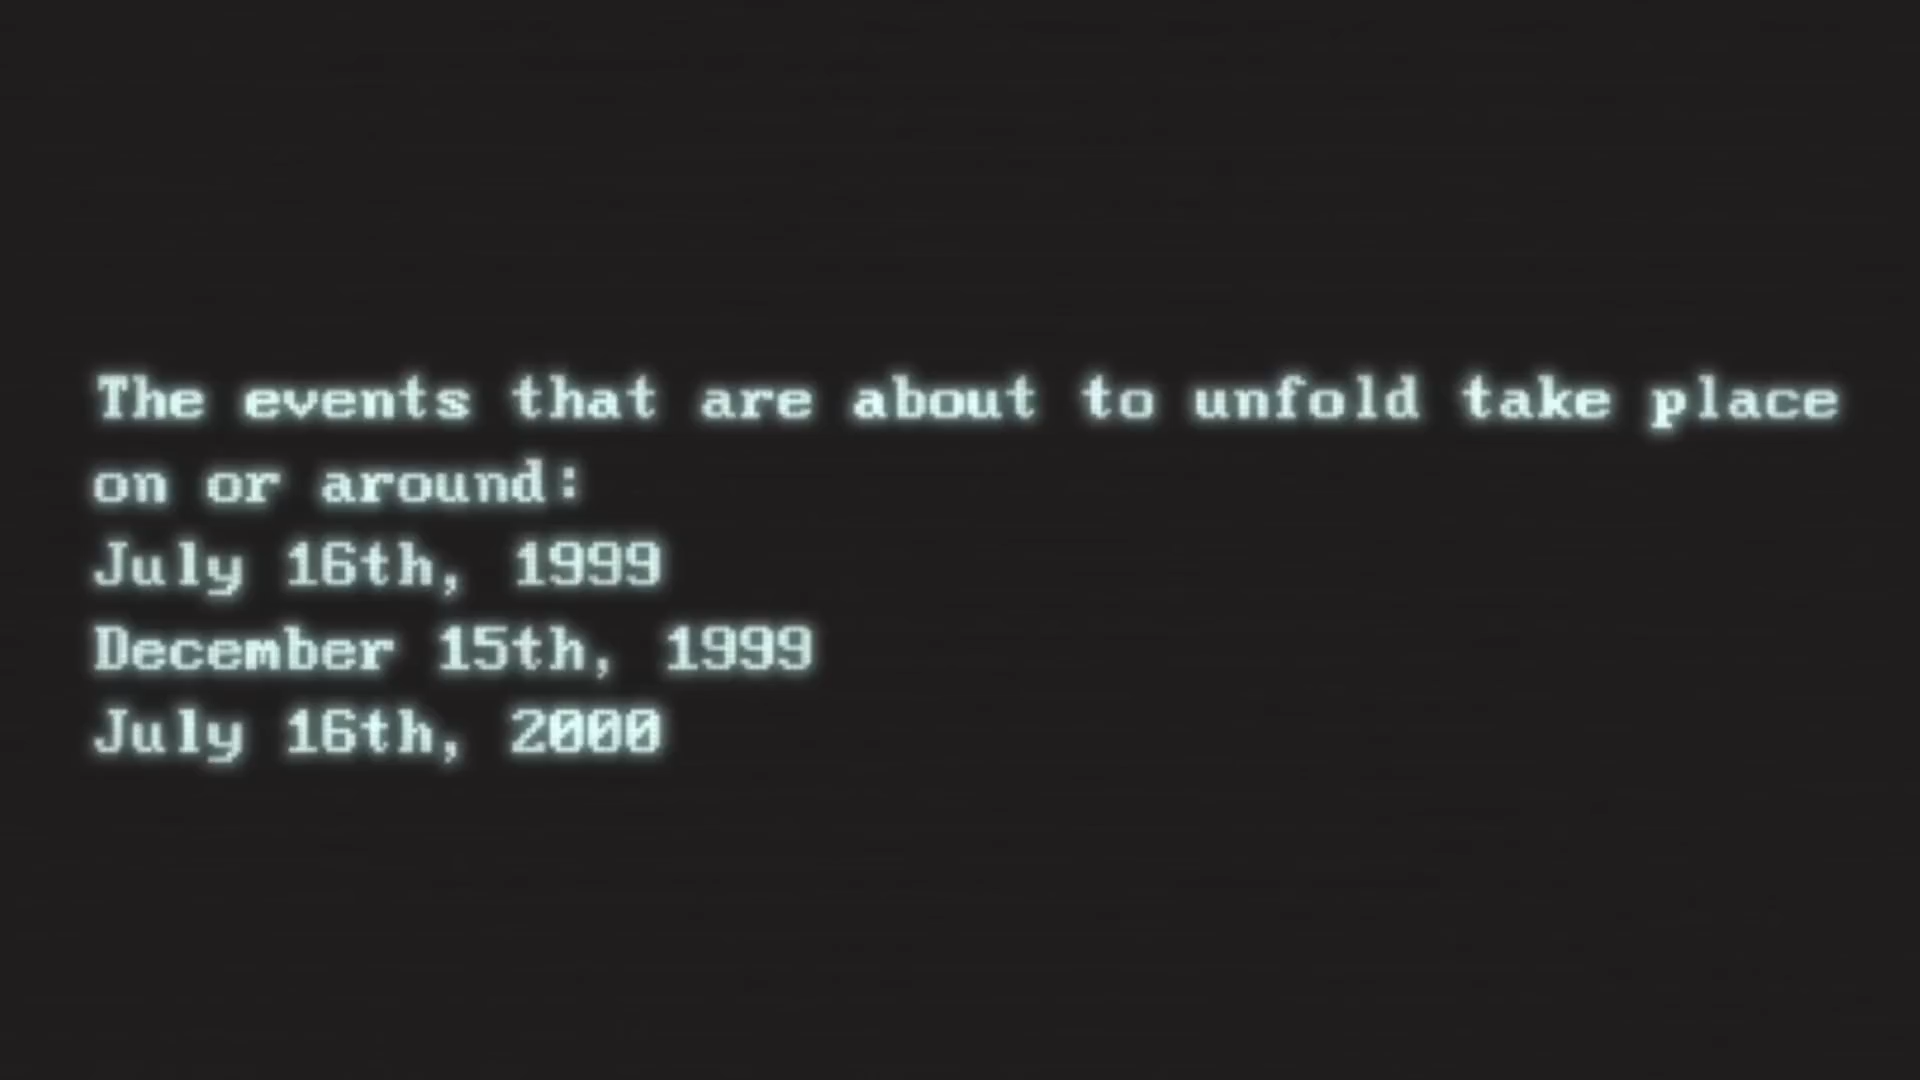 The events that are about to unfold take place
on or around:
July 16th, 1999
December 15th, 1999
July 16th, 2000